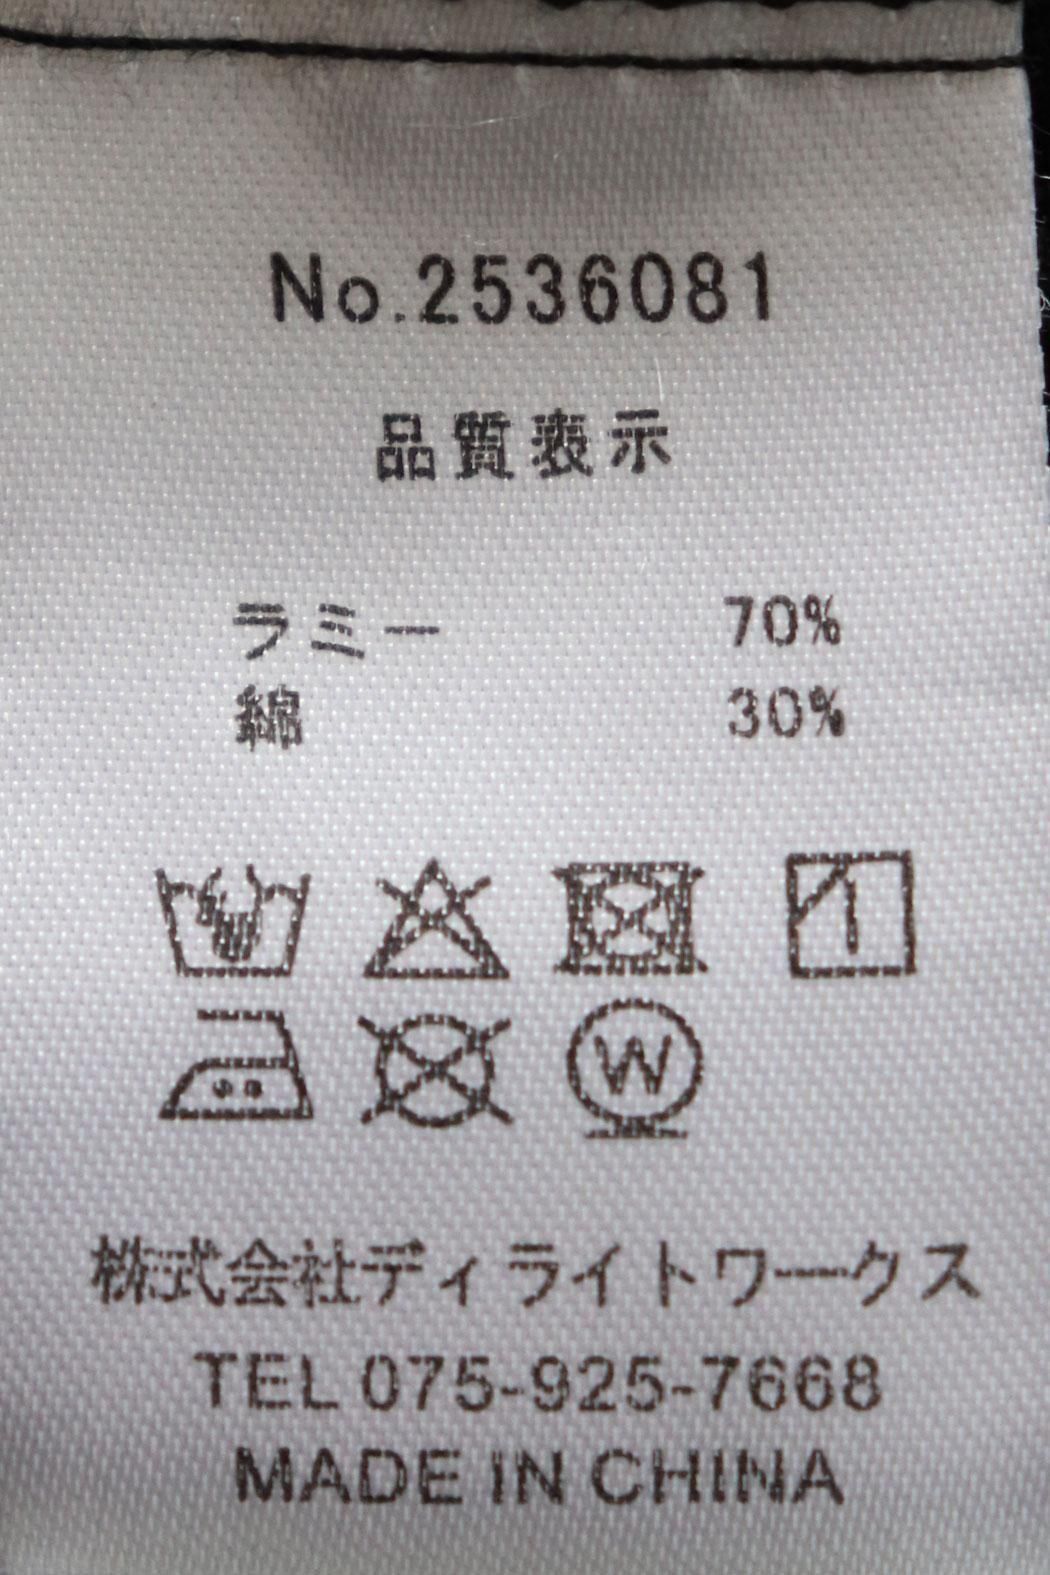 No.2536081
品質表示
ラミー 70%
綿 30%
W
株式会社ディライトワークス
TEL 075-925-7668
MADE IN CHINA